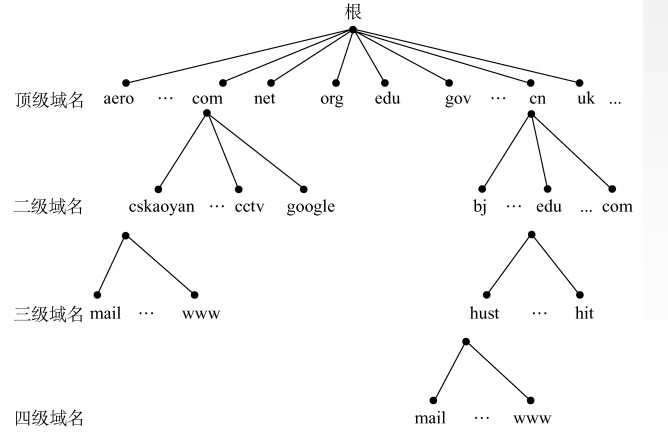 根
顶级域名 aero … com net org edu gov … cn uk ...
二级域名 cskaoyan … cctv google bj … edu ... com
三级域名 mail … www hust … hit
四级域名 mail … www